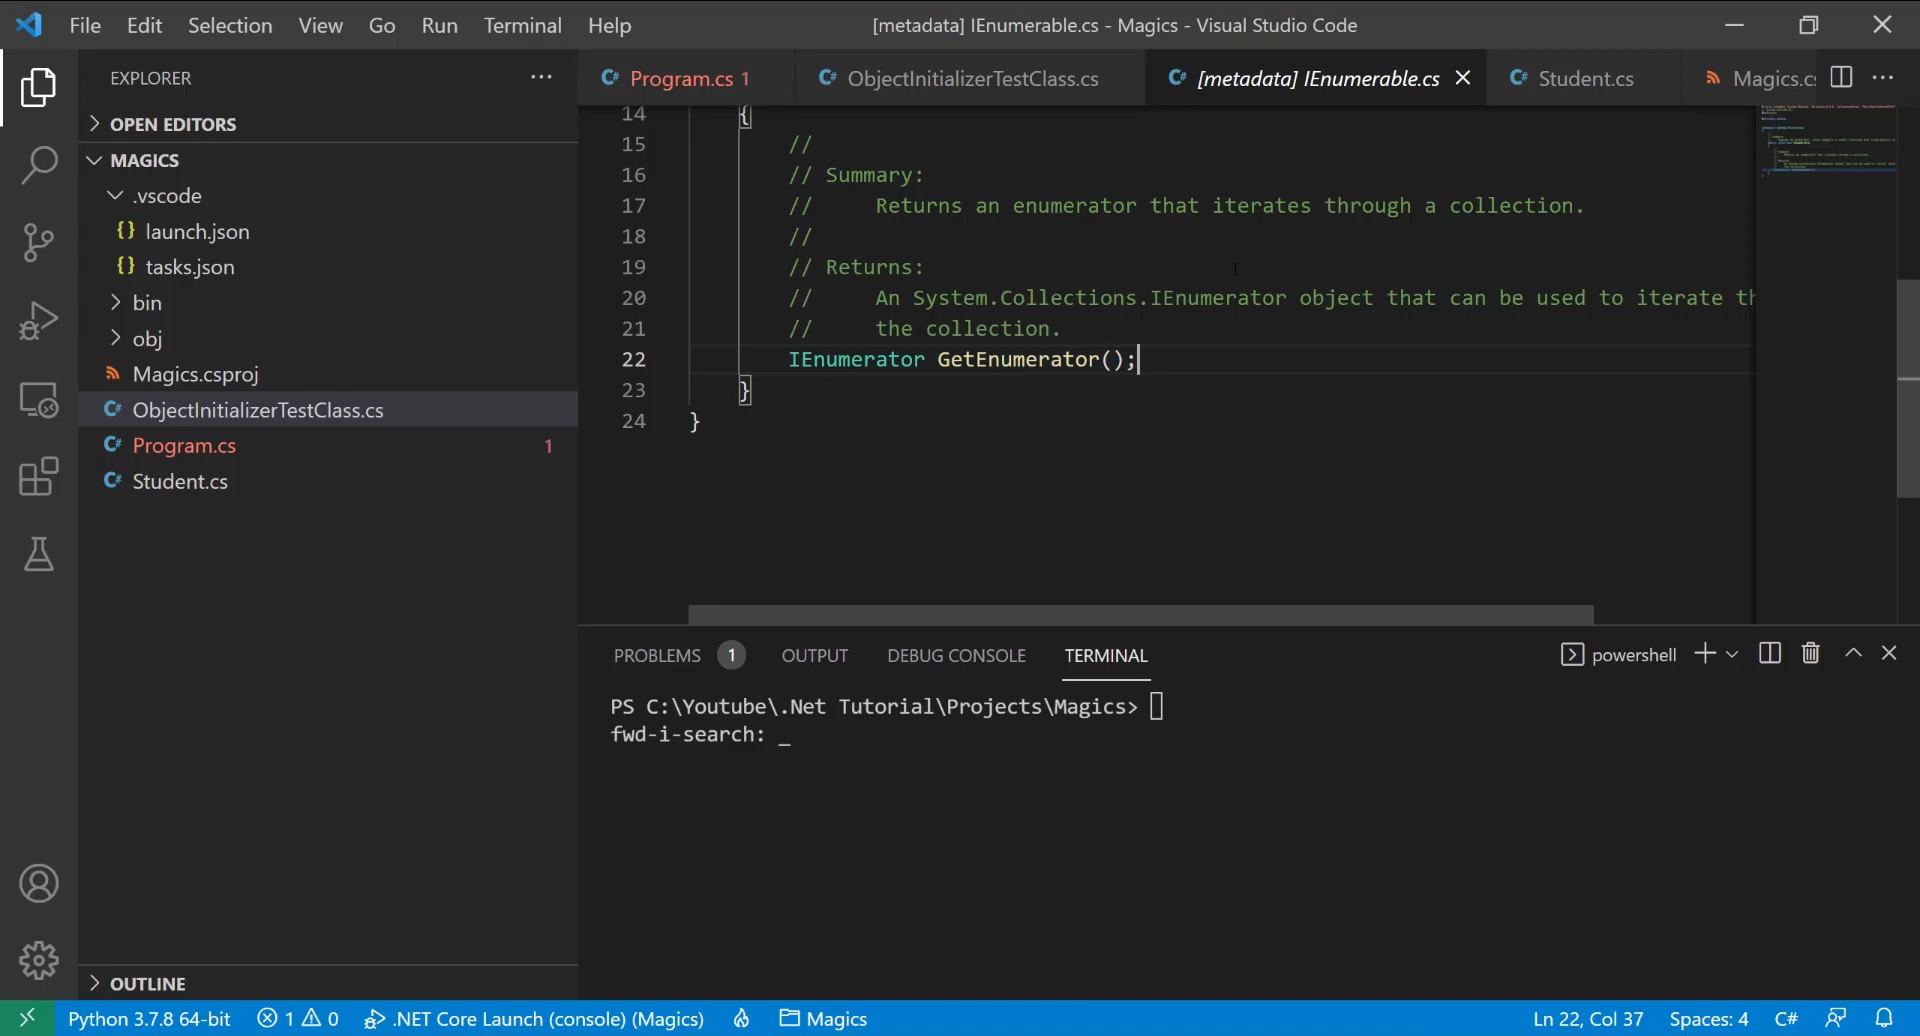 File Edit Selection View Go Run Terminal Help
[metadata] IEnumerable.cs - Magics - Visual Studio Code
EXPLORER
OPEN EDITORS
MAGICS
.vscode
{} launch.json
{} tasks.json
bin
obj
Magics.csproj
C# ObjectInitializerTestClass.cs
C# Program.cs 1
C# Student.cs
OUTLINE
C# Program.cs 1
C# ObjectInitializerTestClass.cs
C# [metadata] IEnumerable.cs
C# Student.cs
Magics.cs
14 {
15 //
16 // Summary:
17 // Returns an enumerator that iterates through a collection.
18 //
19 // Returns:
20 // An System.Collections.IEnumerator object that can be used to iterate th
21 // the collection.
22 IEnumerator GetEnumerator();
23 }
24 }
PROBLEMS 1 OUTPUT DEBUG CONSOLE TERMINAL
powershell
PS C:\Youtube\.Net Tutorial\Projects\Magics>
fwd-i-search: _
Python 3.7.8 64-bit 1 0 .NET Core Launch (console) (Magics) Magics
Ln 22, Col 37 Spaces: 4 C#